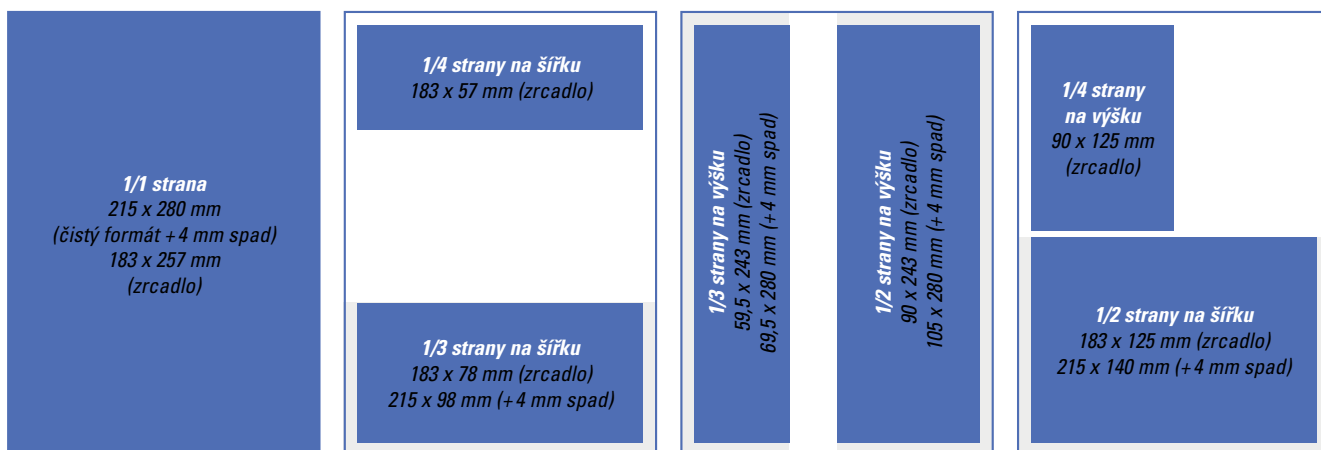 1/1 strana
215 x 280 mm
(čistý formát +4 mm spad)
183 x 257 mm
(zrcadlo)
1/4 strany na šířku
183 x 57 mm (zrcadlo)
1/3 strany na šířku
183 x 78 mm (zrcadlo)
215 x 98 mm (+4 mm spad)
1/3 strany na výšku
59,5 x 243 mm (zrcadlo)
69,5 x 280 mm (+4 mm spad)
1/2 strany na výšku
90 x 243 mm (zrcadlo)
105 x 280 mm (+4 mm spad)
1/4 strany
na výšku
90 x 125 mm
(zrcadlo)
1/2 strany na šířku
183 x 125 mm (zrcadlo)
215 x 140 mm (+4 mm spad)